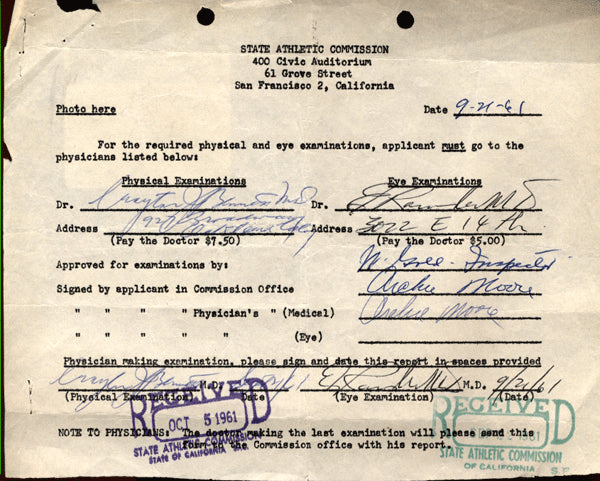 STATE ATHLETIC COMMISSION
400 Civic Auditorium
61 Grove Street
San Francisco 2, California
Photo here Date 9-21-61
For the required physical and eye examinations, applicant must go to the
physicians listed below:
Physical Examinations Eye Examinations
Dr. Dr. M.D.
Address Broadway Address 3022 E 14th
(Pay the Doctor $7.50) (Pay the Doctor $5.00)
Approved for examinations by: Inspector
Signed by applicant in Commission Office Archie Moore
" " " " Physician's " (Medical) Archie Moore
" " " " " (Eye)
Physician making examination, please sign and date this report in spaces provided
M.D. M.D. 9/21/61
(Physical Examination) Date (Eye Examination) (Date)
RECEIVED
OCT 5 1961
STATE ATHLETIC COMMISSION
STATE OF CALIFORNIA S.F.
RECEIVED
1961
STATE ATHLETIC COMMISSION
OF CALIFORNIA S.F.
NOTE TO PHYSICIANS: The doctor making the last examination will please send this
form to the Commission office with his report.